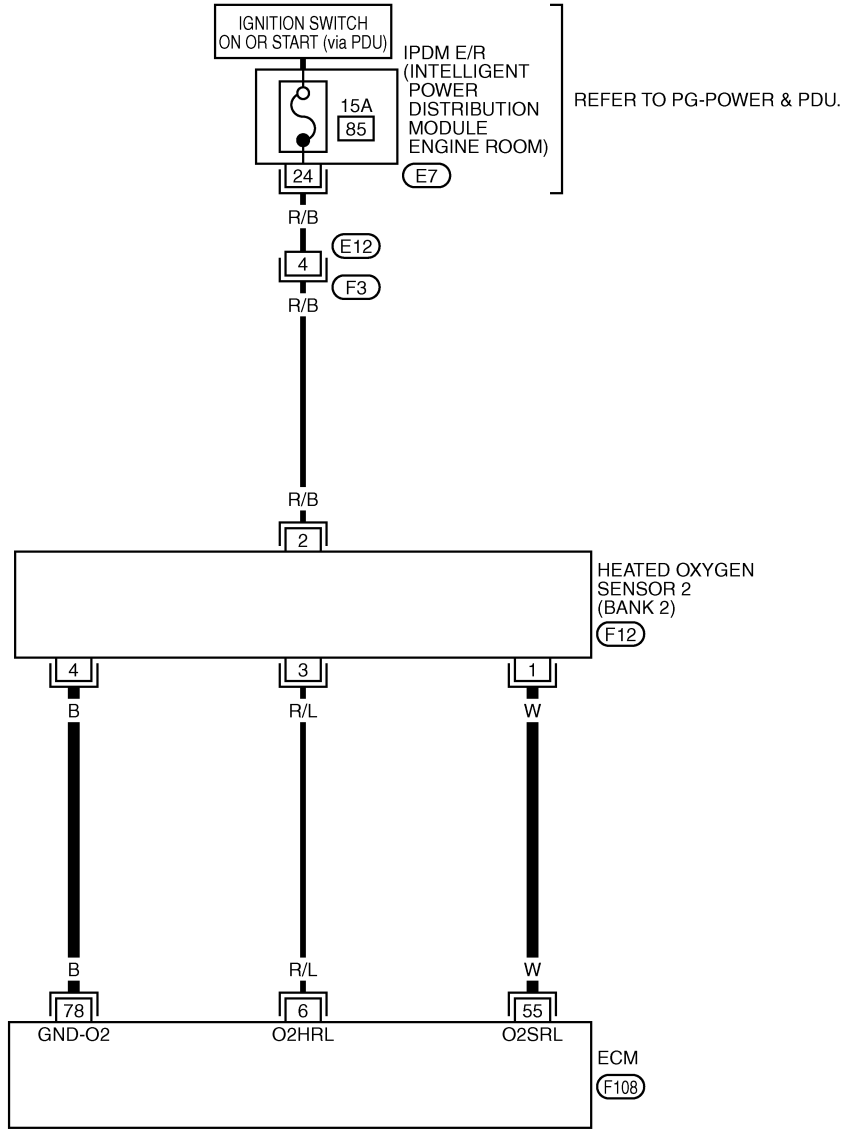 IGNITION SWITCH
ON OR START (via PDU)
IPDM E/R
(INTELLIGENT
POWER
DISTRIBUTION
MODULE
ENGINE ROOM)
REFER TO PG-POWER & PDU.
15A
85
24
E7
R/B
E12
4
F3
R/B
R/B
2
HEATED OXYGEN
SENSOR 2
(BANK 2)
F12
4 3 1
B R/L W
B R/L W
78 6 55
GND-O2 O2HRL O2SRL
ECM
F108